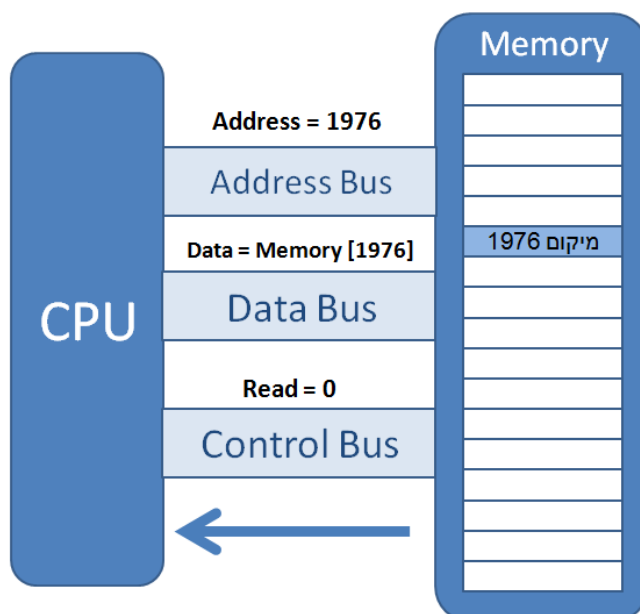 Memory
Address = 1976
Address Bus
מיקום 1976
Data = Memory [1976]
CPU
Data Bus
Read = 0
Control Bus